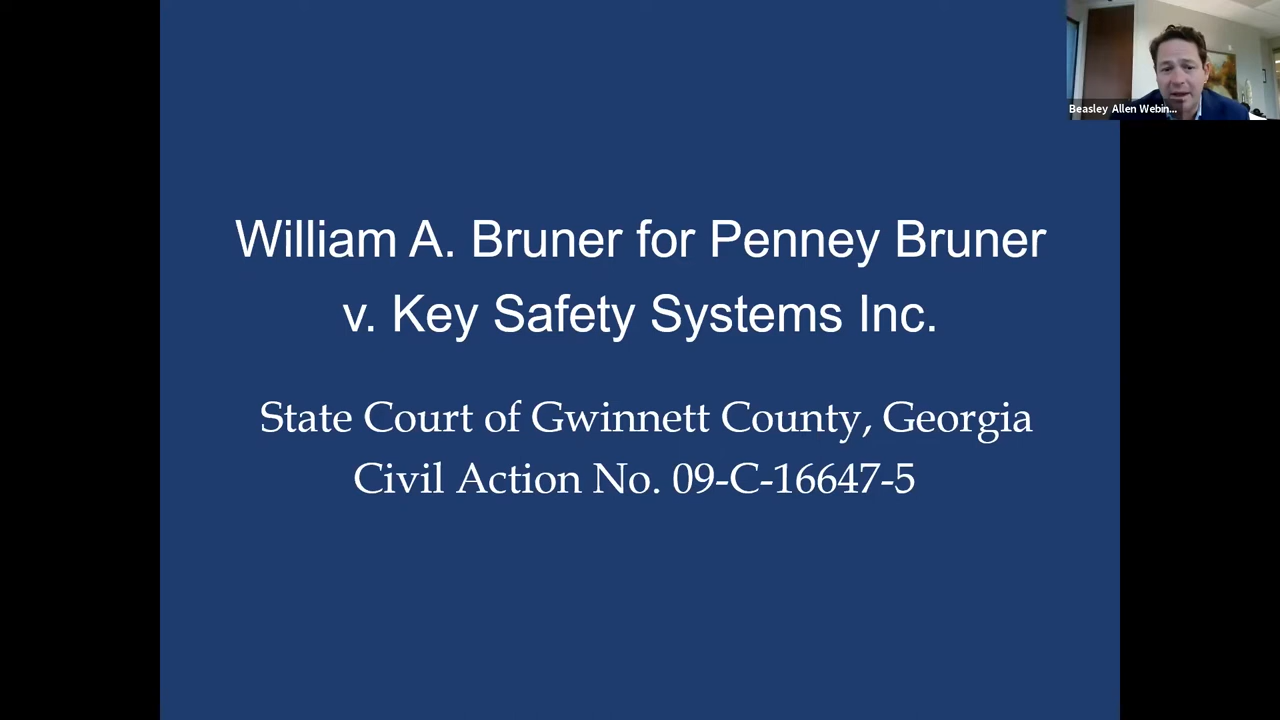 Beasley Allen Webin...
William A. Bruner for Penney Bruner
v. Key Safety Systems Inc.
State Court of Gwinnett County, Georgia
Civil Action No. 09-C-16647-5